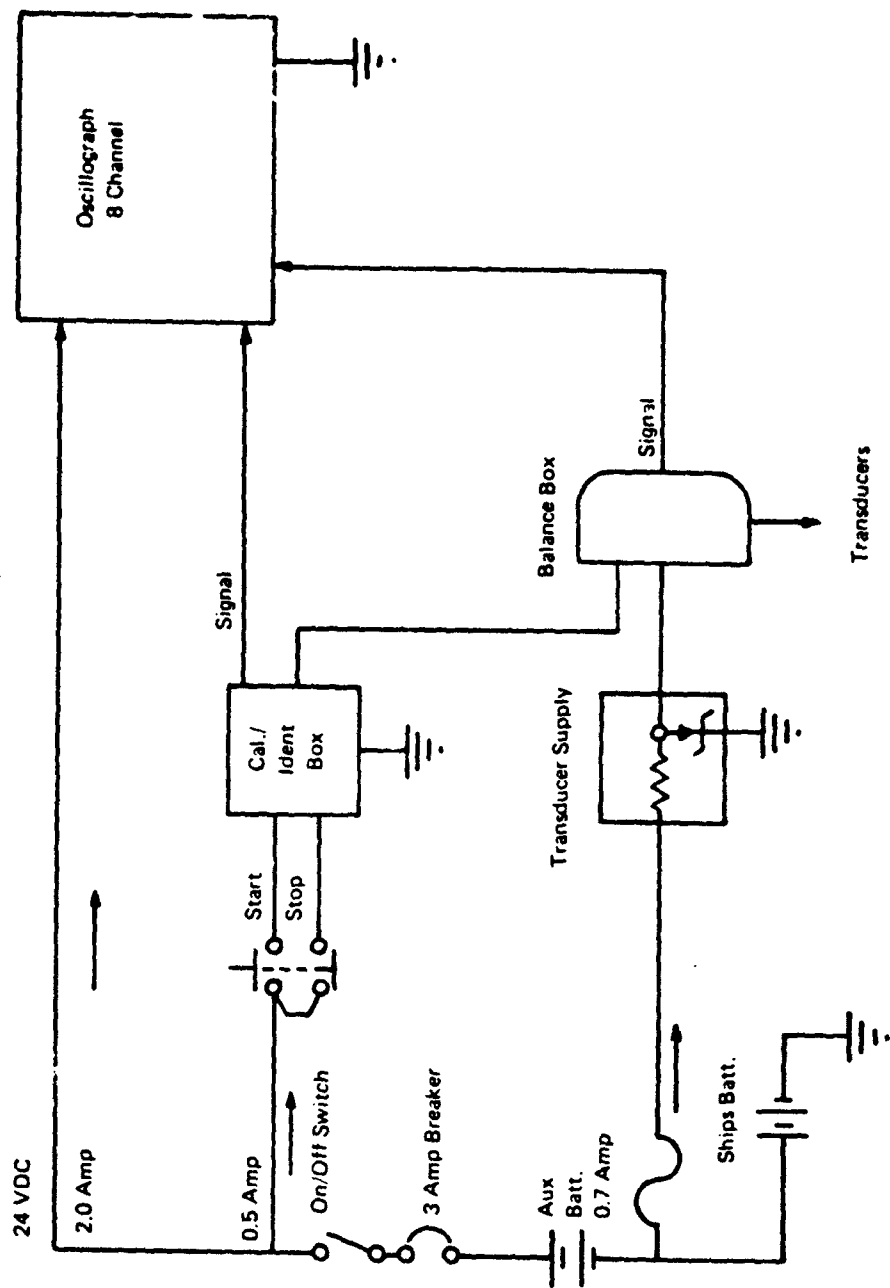 24 VDC
2.0 Amp
Oscillograph
8 Channel
Signal
Cal./
Ident
Box
Start
Stop
0.5 Amp
On/Off Switch
3 Amp Breaker
Aux
Batt.
0.7 Amp
Ships Batt.
Transducer Supply
Balance Box
Signal
Transducers